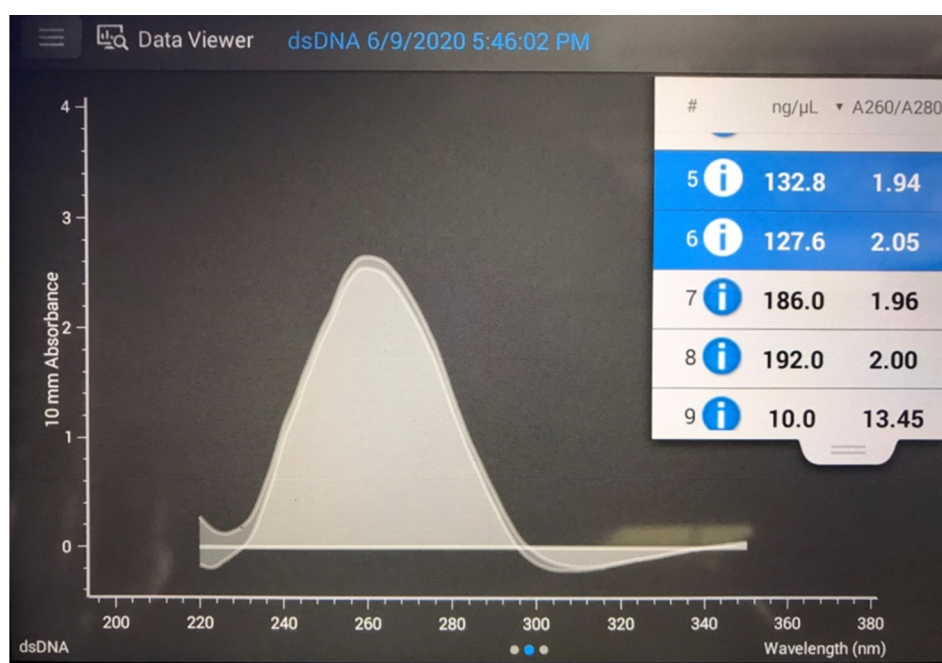 Data Viewer dsDNA 6/9/2020 5:46:02 PM
# ng/µL ▼ A260/A280
5 i 132.8 1.94
6 i 127.6 2.05
7 i 186.0 1.96
8 i 192.0 2.00
9 i 10.0 13.45
10 mm Absorbance
4
3
2
1
0
200 220 240 260 280 300 320 340 360 380
dsDNA
Wavelength (nm)